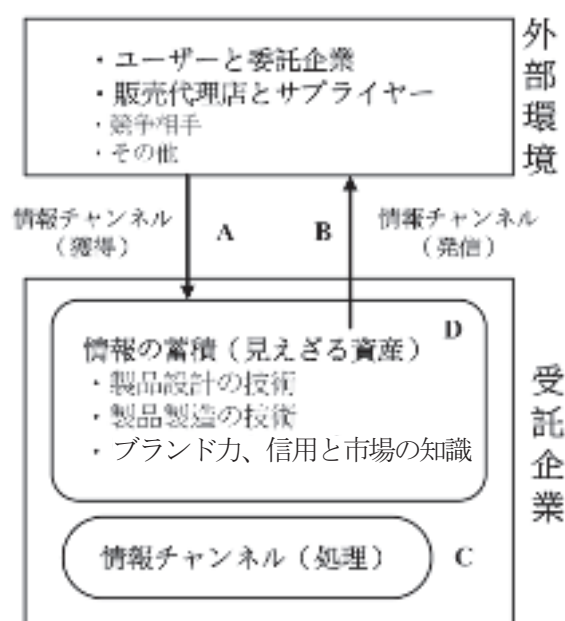 ・ユーザーと委託企業
・販売代理店とサプライヤー
・競争相手
・その他
外部環境
情報チャンネル
（獲得）
A
B
情報チャンネル
（発信）
D
情報の蓄積（見えざる資産）
・製品設計の技術
・製品製造の技術
・ブランド力、信用と市場の知識
受託企業
情報チャンネル（処理）
C